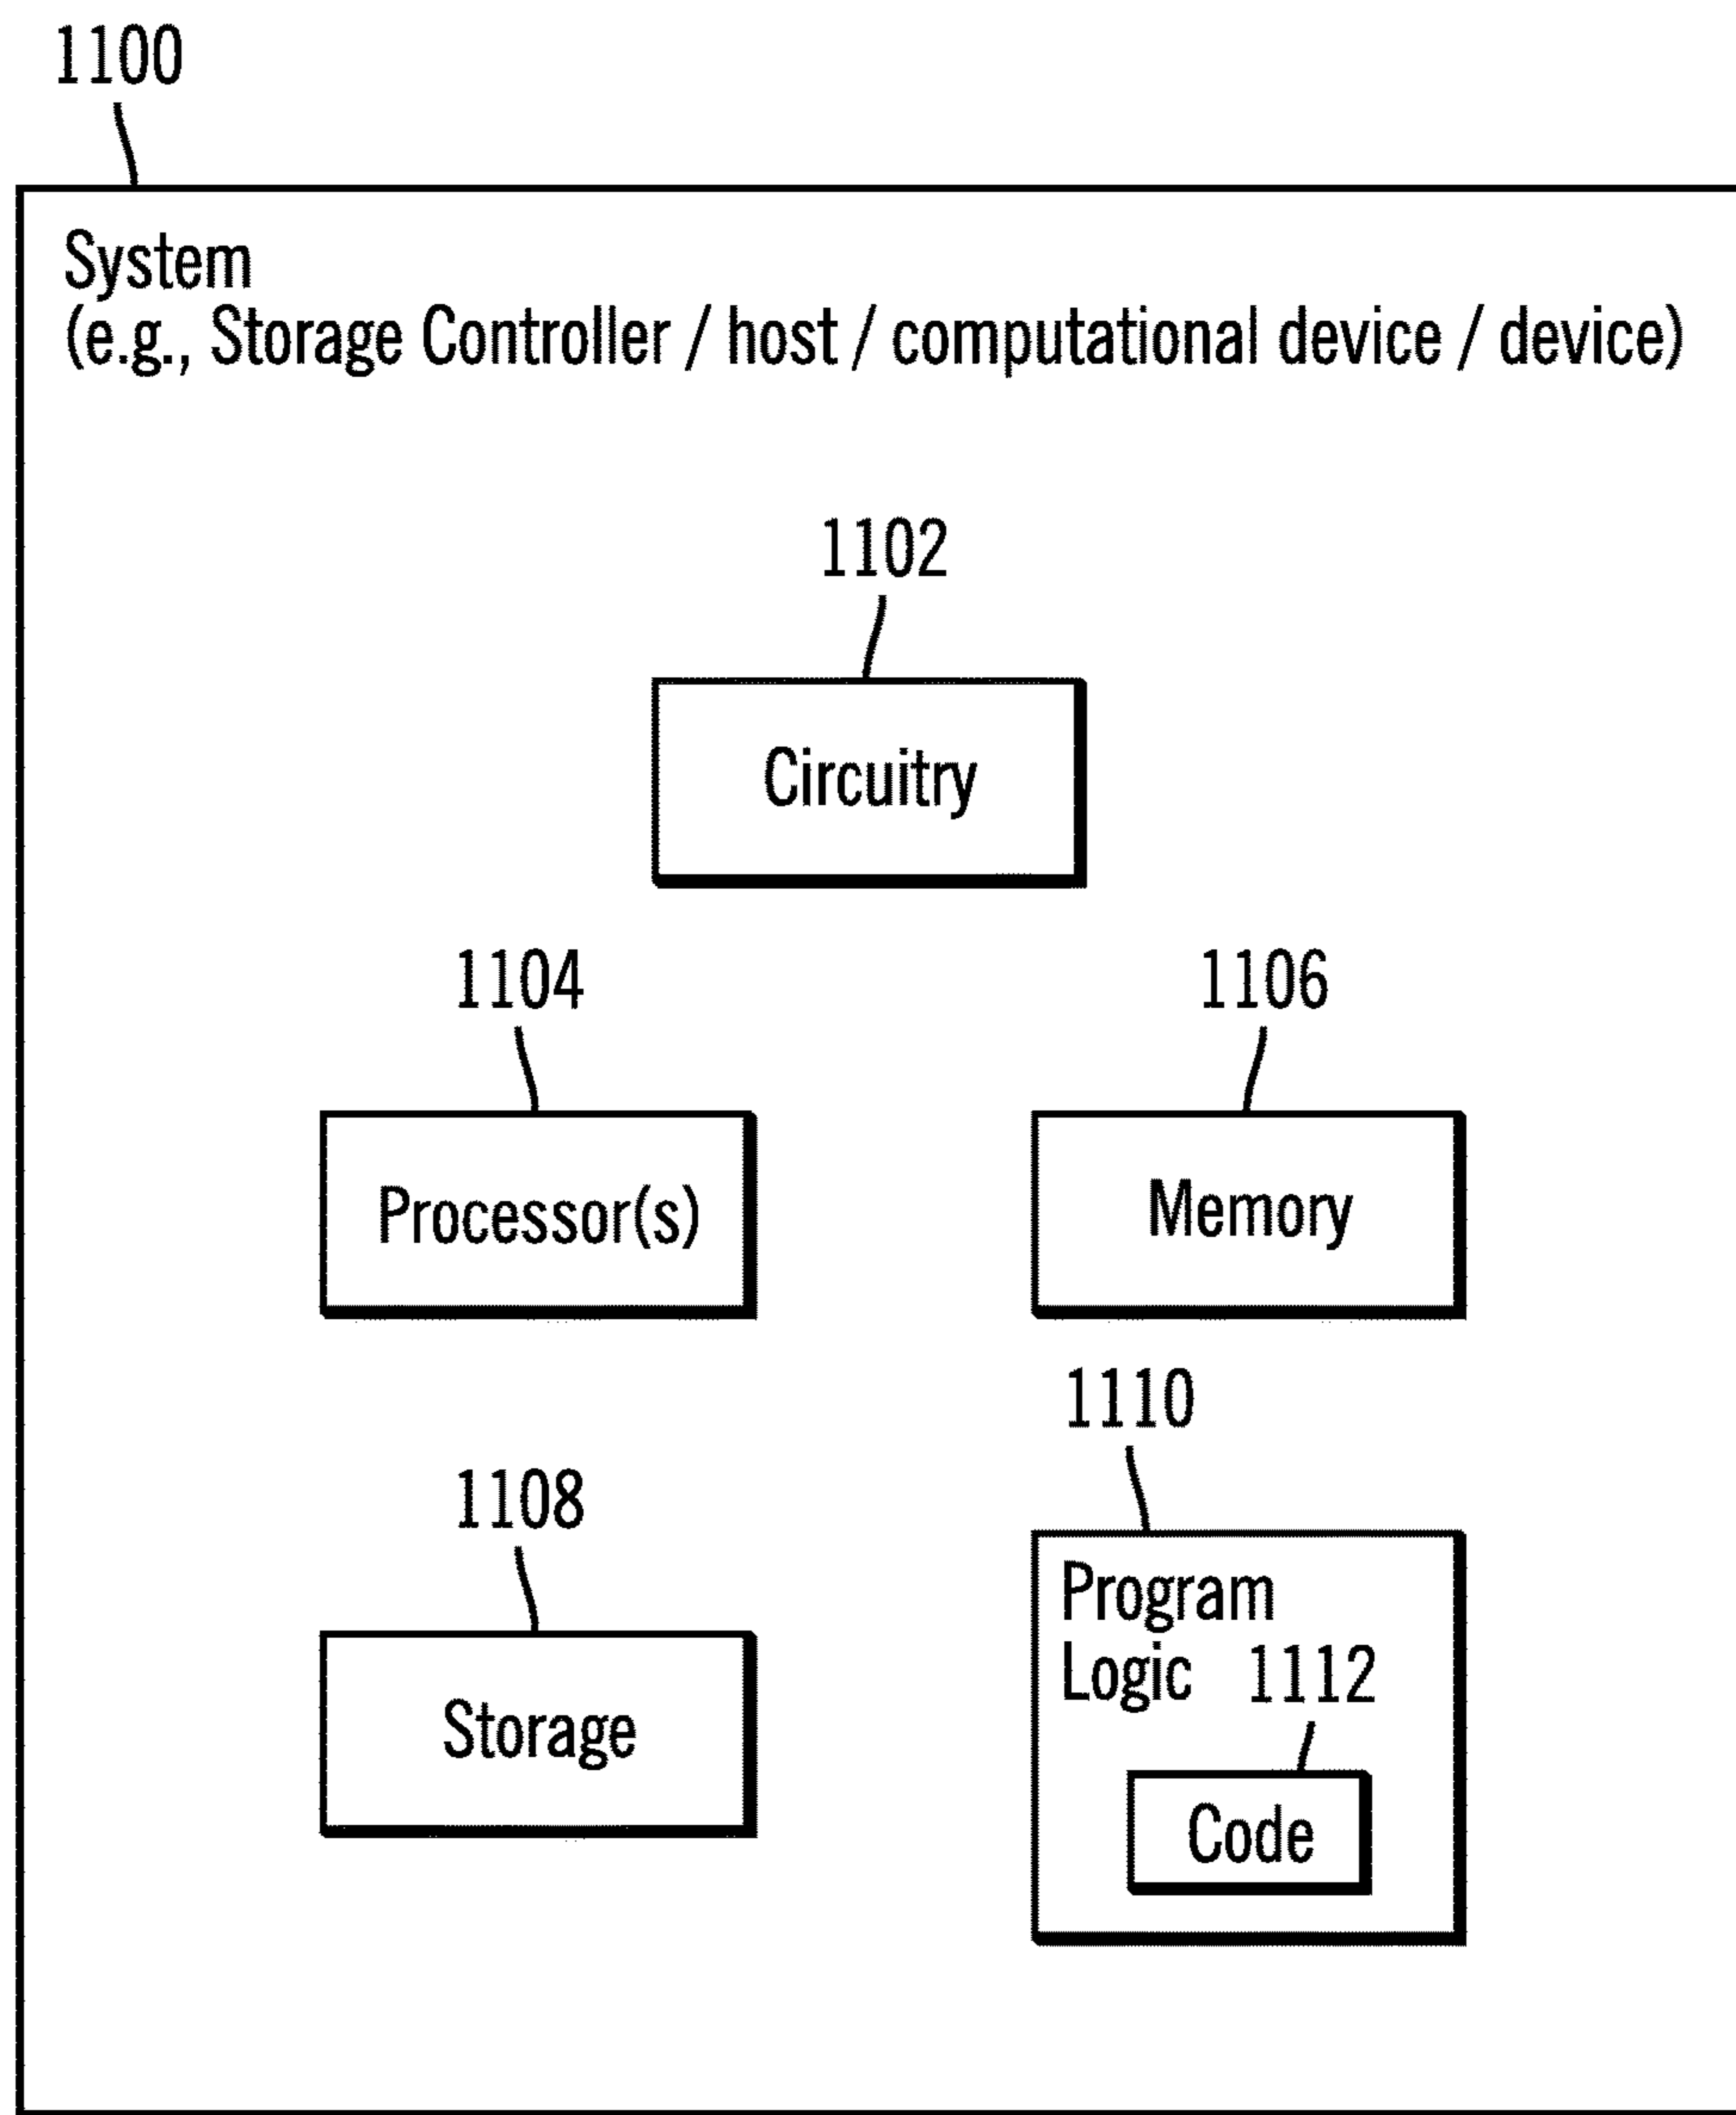 1100
System
(e.g., Storage Controller / host / computational device / device)
1102
Circuitry
1104
1106
Processor(s)
Memory
1110
1108
Program
Logic 1112
Storage
Code